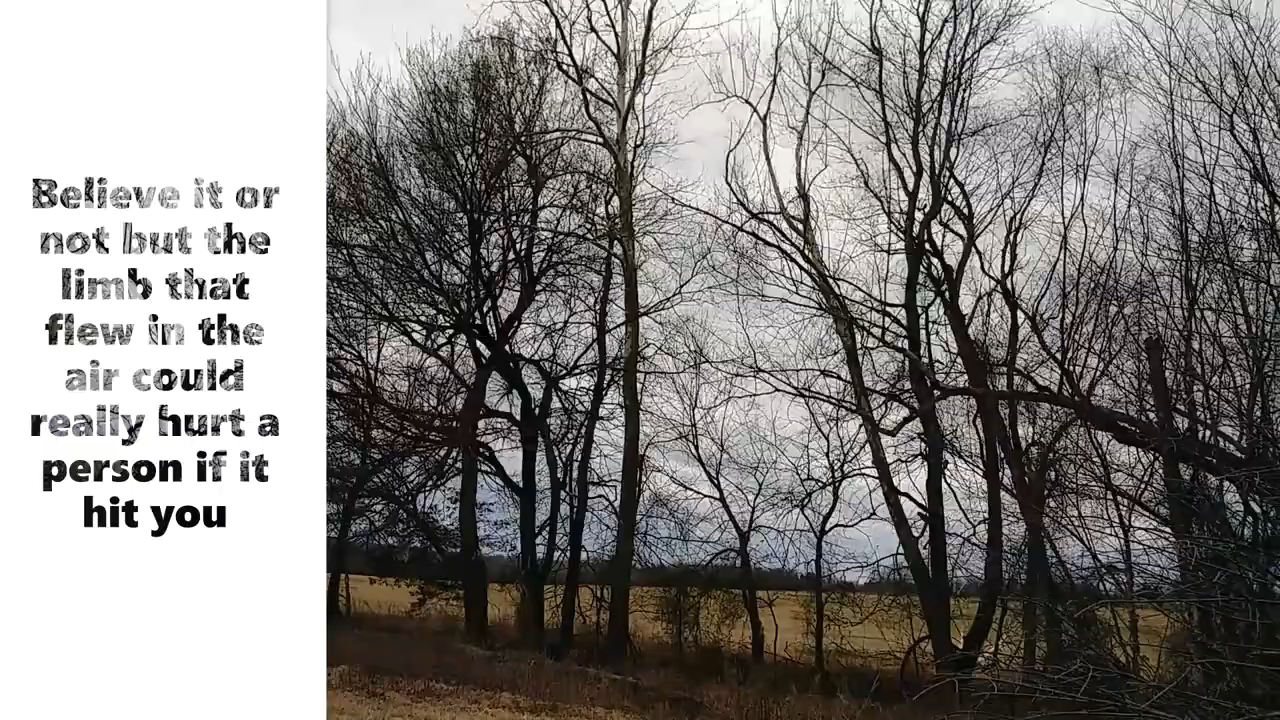 Believe it or
not but the
limb that
flew in the
air could
really hurt a
person if it
hit you